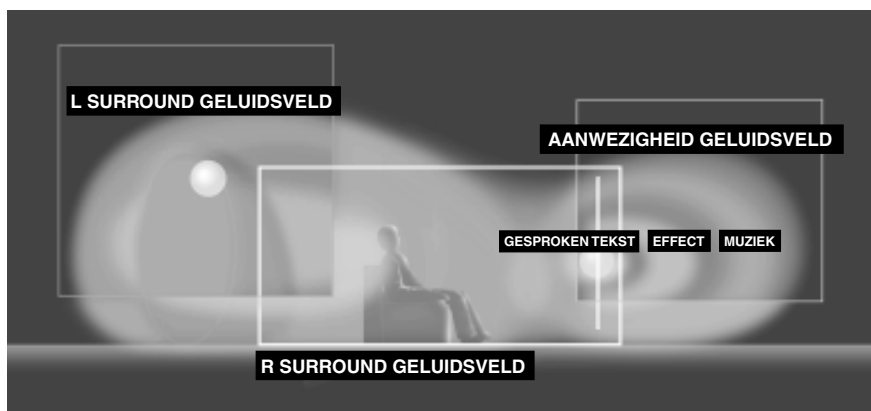 L SURROUND GELUIDSVELD
AANWEZIGHEID GELUIDSVELD
GESPROKEN TEKST
EFFECT
MUZIEK
R SURROUND GELUIDSVELD